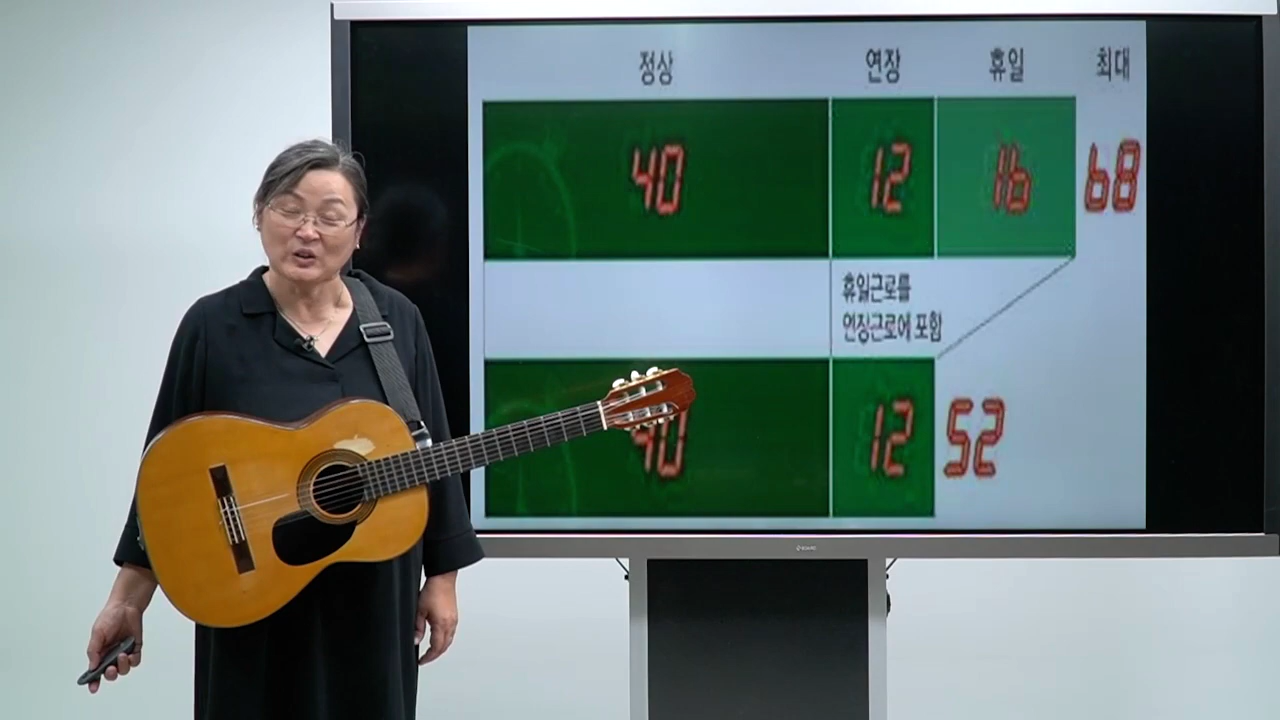 정상 연장 휴일 최대
40 12 16 68
휴일근로를
연장근로에 포함
40 12 52